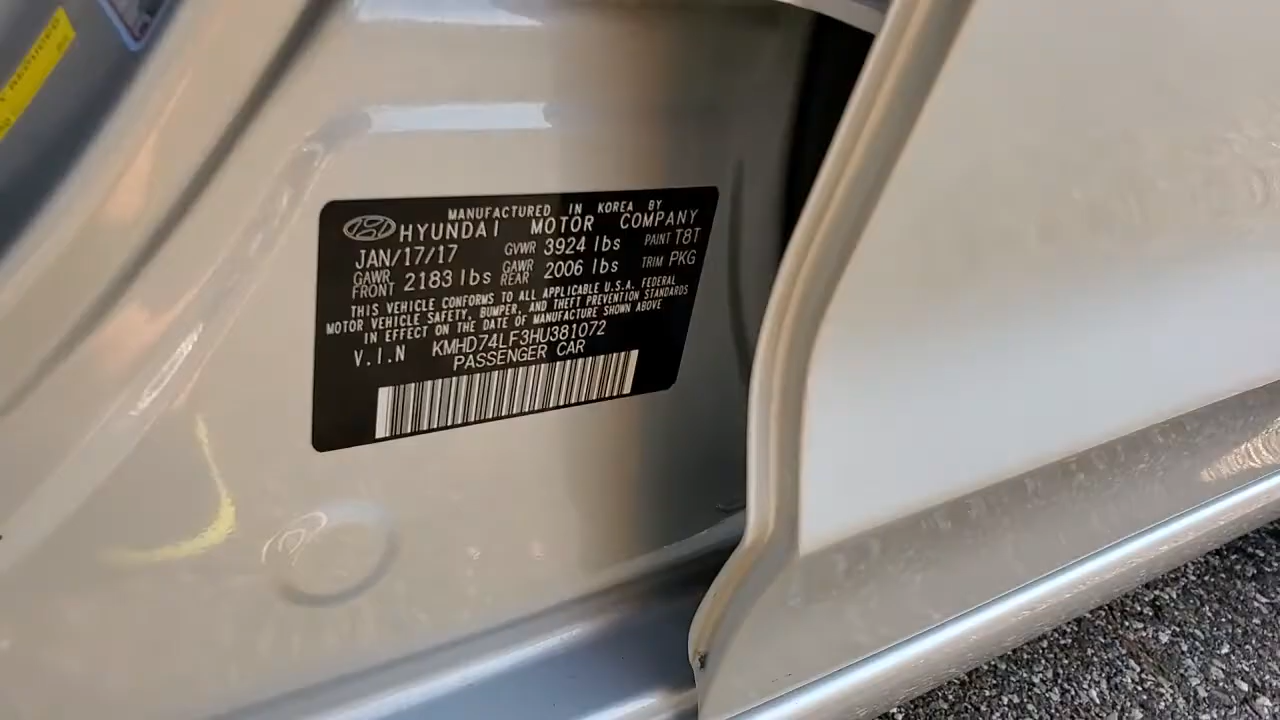 REQUIRED
MANUFACTURED IN KOREA BY
HYUNDAI MOTOR COMPANY
JAN/17/17 GVWR 3924 lbs PAINT T8T
GAWR FRONT 2183 lbs GAWR REAR 2006 lbs TRIM PKG
THIS VEHICLE CONFORMS TO ALL APPLICABLE U.S.A. FEDERAL
MOTOR VEHICLE SAFETY, BUMPER, AND THEFT PREVENTION STANDARDS
IN EFFECT ON THE DATE OF MANUFACTURE SHOWN ABOVE
V.I.N KMHD74LF3HU381072
PASSENGER CAR